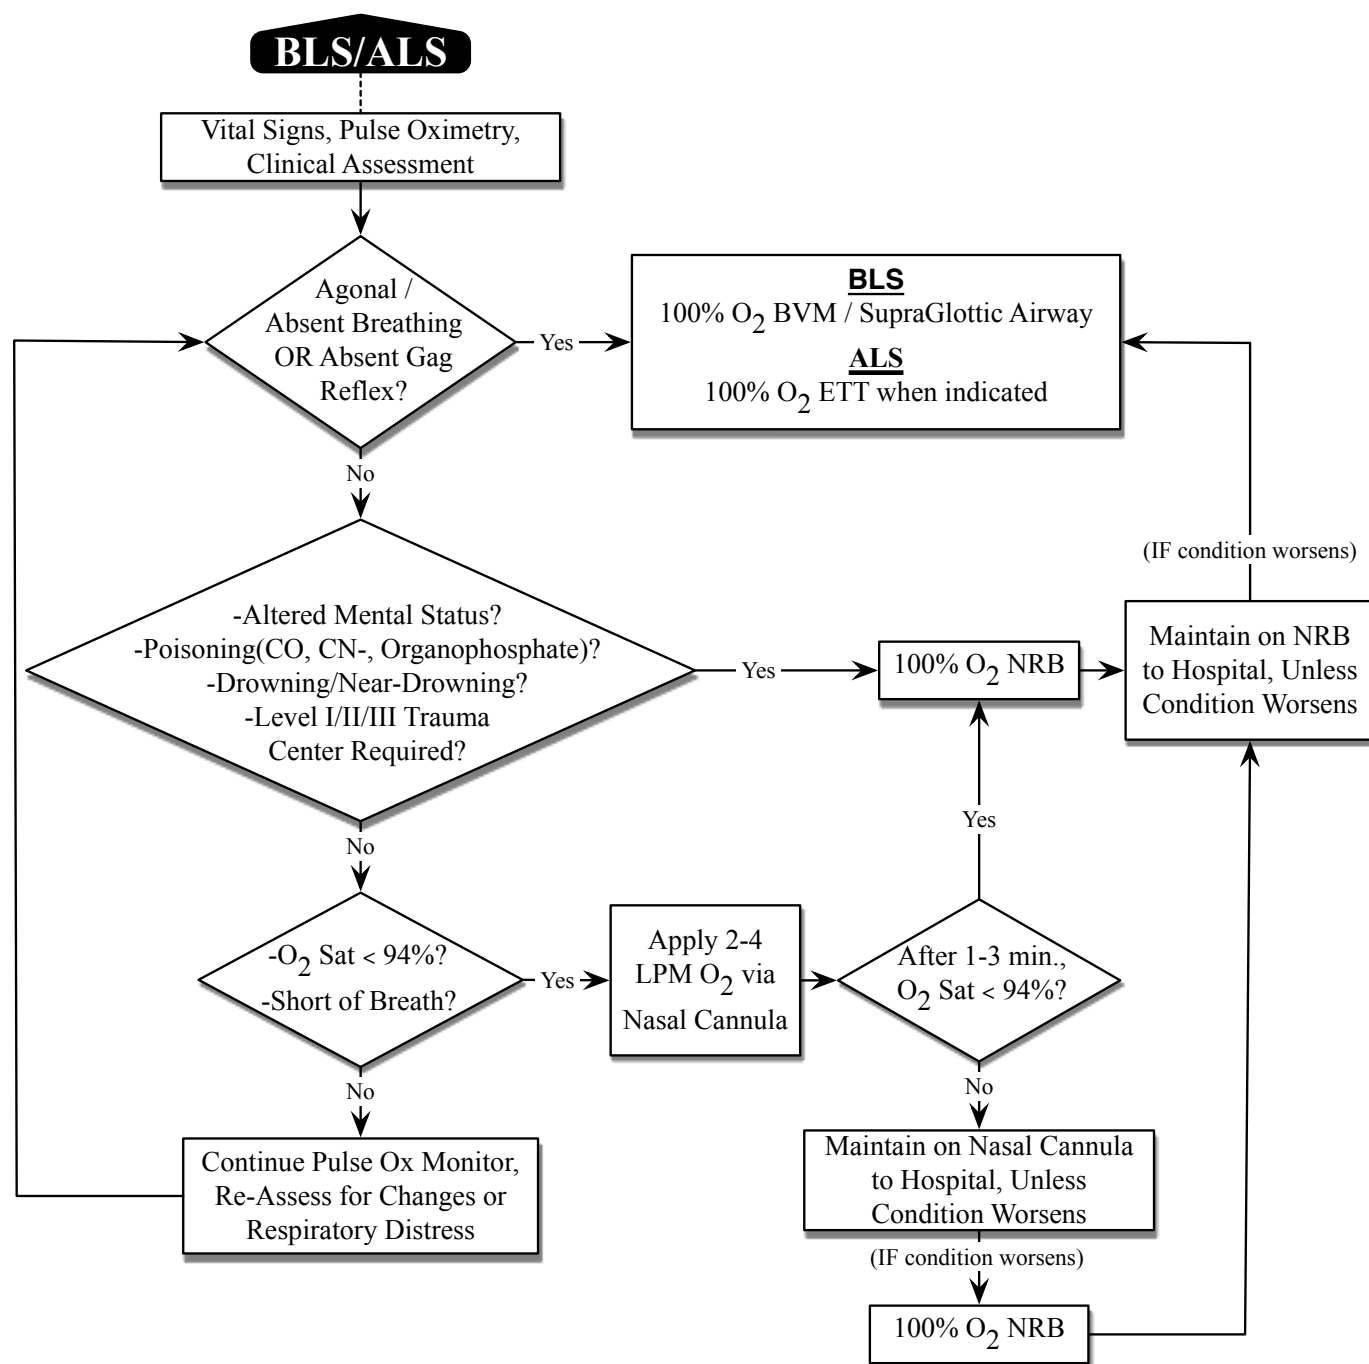 BLS/ALS
Vital Signs, Pulse Oximetry,
Clinical Assessment
Agonal /
Absent Breathing
OR Absent Gag
Reflex?
Yes
BLS
100% O2 BVM / SupraGlottic Airway
ALS
100% O2 ETT when indicated
No
(IF condition worsens)
-Altered Mental Status?
-Poisoning(CO, CN-, Organophosphate)?
-Drowning/Near-Drowning?
-Level I/II/III Trauma
Center Required?
Yes
100% O2 NRB
Maintain on NRB
to Hospital, Unless
Condition Worsens
Yes
No
-O2 Sat < 94%?
-Short of Breath?
Yes
Apply 2-4
LPM O2 via
Nasal Cannula
After 1-3 min.,
O2 Sat < 94%?
No
No
Continue Pulse Ox Monitor,
Re-Assess for Changes or
Respiratory Distress
Maintain on Nasal Cannula
to Hospital, Unless
Condition Worsens
(IF condition worsens)
100% O2 NRB